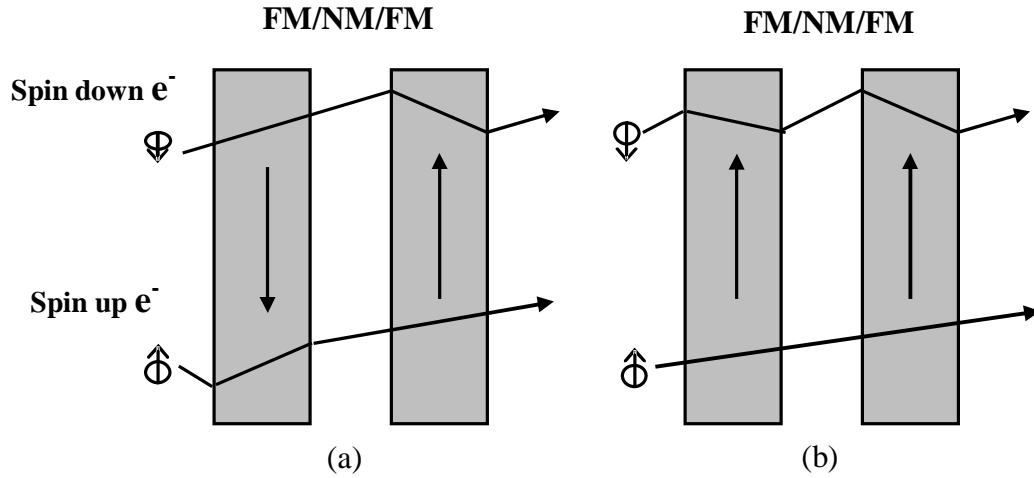 FM/NM/FM
FM/NM/FM
Spin down e-
Spin up e-
(a)
(b)